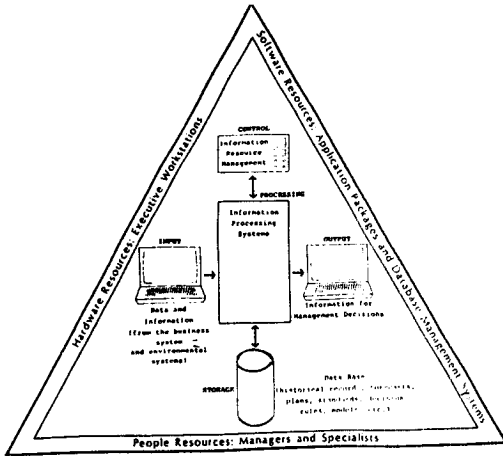 Hardware Resources: Executive Workstations
Software Resources: Application Packages and Database Management Systems
CONTROL
Information
Resource
Management
PROCESSING
Information
Processing
Systems
INPUT
OUTPUT
Data and
Information
(from the business
system
and environmental
systems)
Information for
Management Decisions
STORAGE
Data Base
(historical records, forecasts,
plans, standards, decision
rules, models, etc.)
People Resources: Managers and Specialists